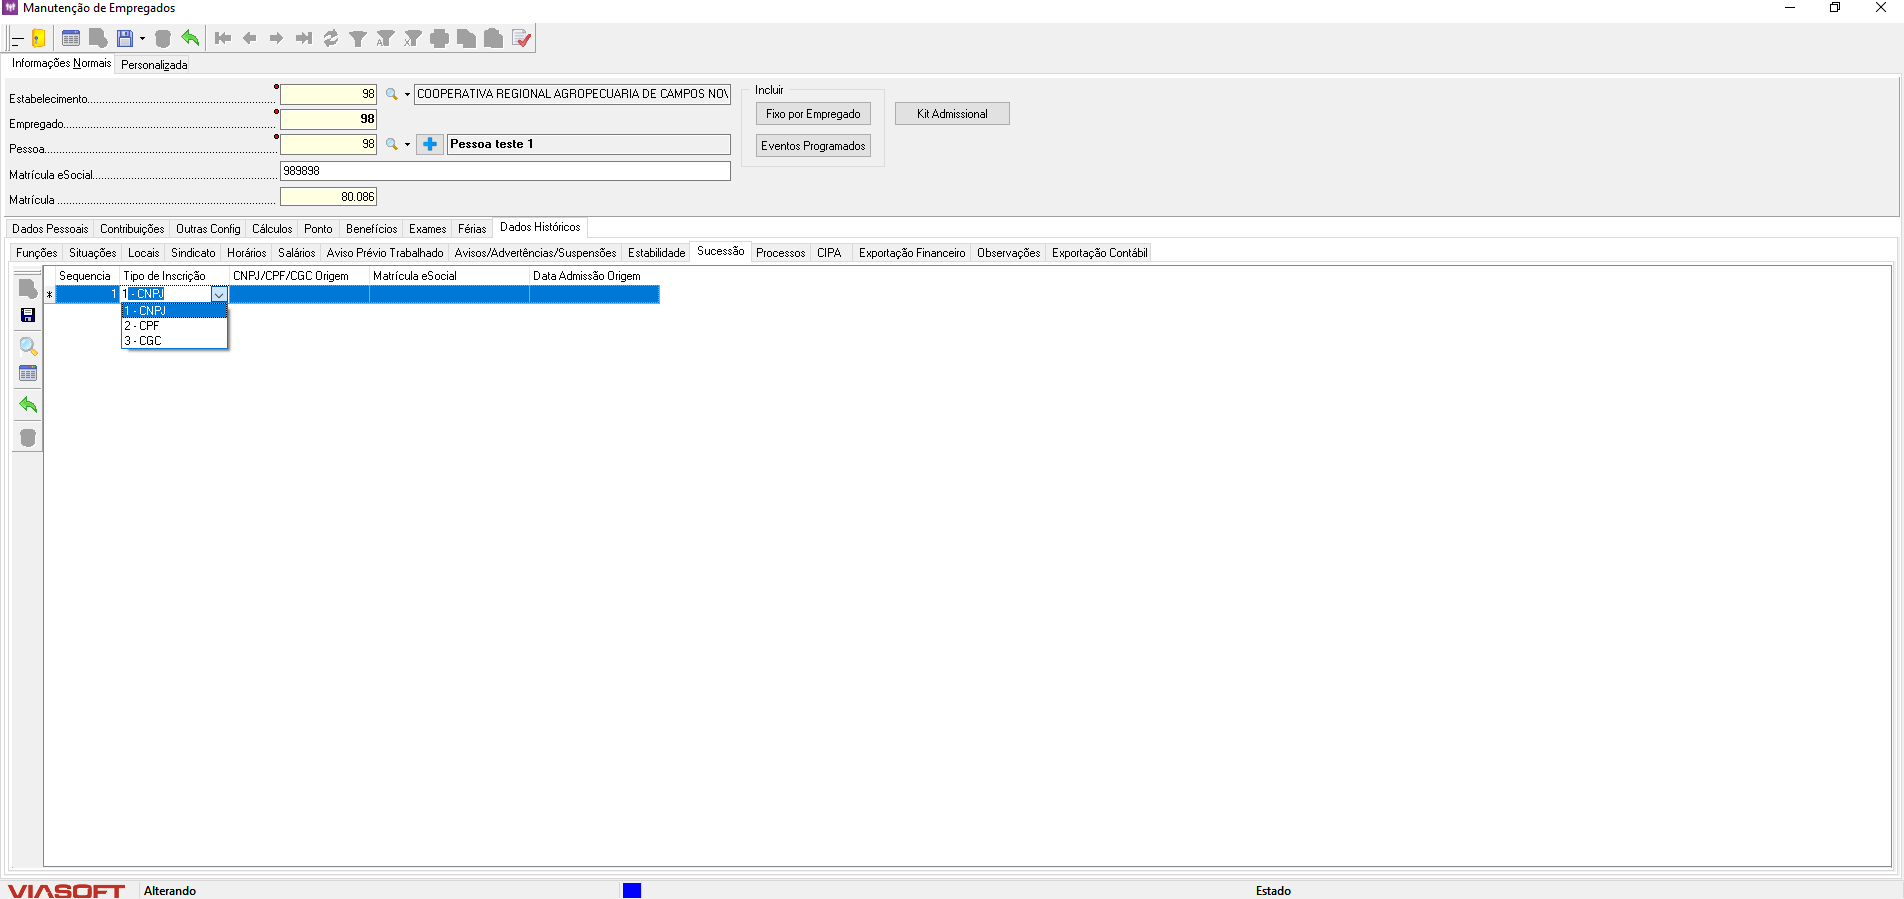 Manutenção de Empregados
Informações Normais Personalizada
Estabelecimento 98 COOPERATIVA REGIONAL AGROPECUARIA DE CAMPOS NOV
Empregado 98
Pessoa 98 Pessoa teste 1
Matrícula eSocial 989898
Matrícula 80.086
Incluir
Fixo por Empregado
Eventos Programados
Kit Admissional
Dados Pessoais Contribuições Outras Config Cálculos Ponto Benefícios Exames Férias Dados Históricos
Funções Situações Locais Sindicato Horários Salários Aviso Prévio Trabalhado Avisos/Advertências/Suspensões Estabilidade Sucessão Processos CIPA Exportação Financeiro Observações Exportação Contábil
Sequencia Tipo de Inscrição CNPJ/CPF/CGC Origem Matrícula eSocial Data Admissão Origem
* 1 1 - CNPJ
1 - CNPJ
2 - CPF
3 - CGC
VIASOFT Alterando Estado